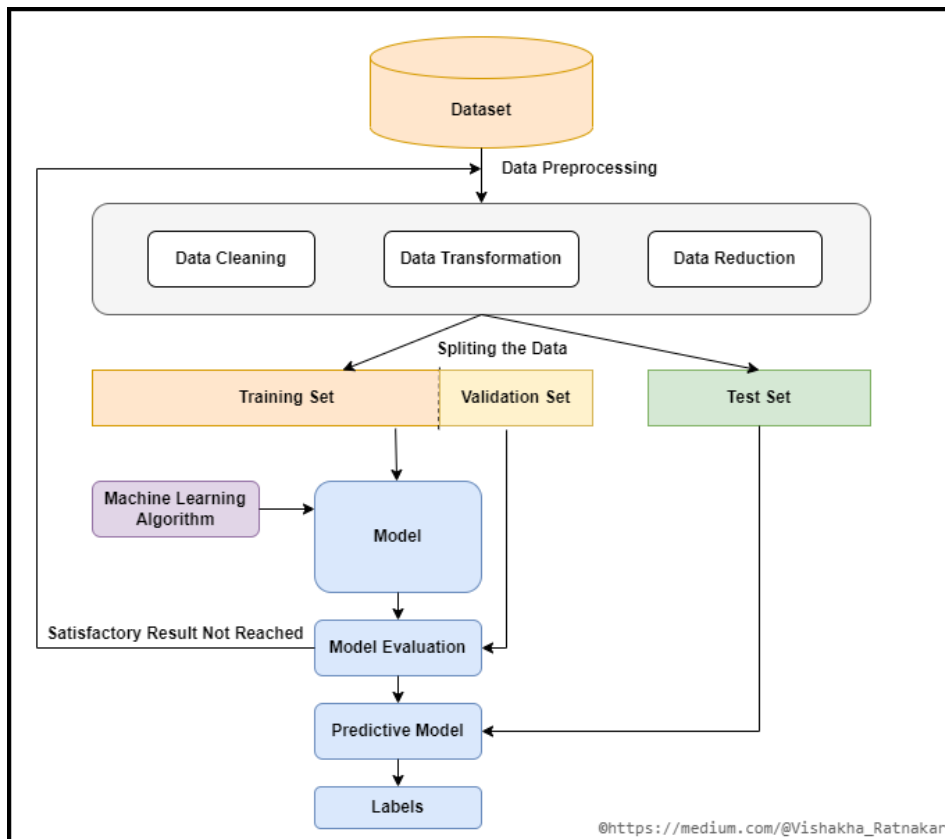 Dataset
Data Preprocessing
Data Cleaning
Data Transformation
Data Reduction
Spliting the Data
Training Set
Validation Set
Test Set
Machine Learning
Algorithm
Model
Satisfactory Result Not Reached
Model Evaluation
Predictive Model
Labels
©https://medium.com/@Vishakha_Ratnakar